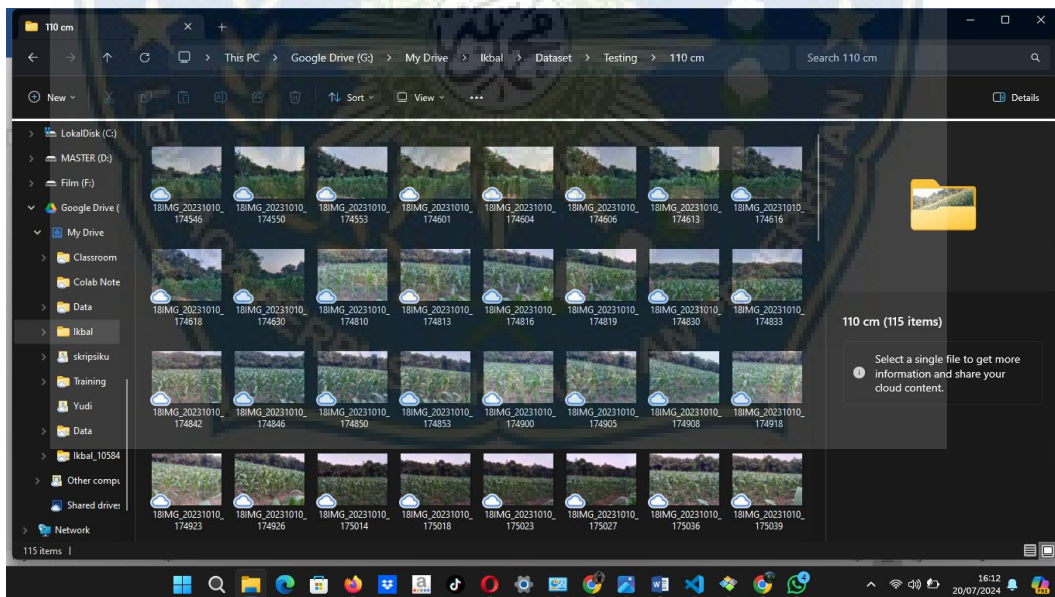 110 cm
This PC > Google Drive (G:) > My Drive > Ikbal > Dataset > Testing > 110 cm
Search 110 cm
New
Sort
View
Details
LokalDisk (C:)
MASTER (D:)
Film (F:)
Google Drive (
My Drive
Classroom
Colab Note
Data
Ikbal
skripsiku
Training
Yudi
Data
Ikbal_10584
Other compu
Shared drives
Network
18IMG_20231010_ 18IMG_20231010_ 18IMG_20231010_ 18IMG_20231010_ 18IMG_20231010_ 18IMG_20231010_ 18IMG_20231010_ 18IMG_20231010_
174546 174550 174553 174601 174604 174606 174613 174616
18IMG_20231010_ 18IMG_20231010_ 18IMG_20231010_ 18IMG_20231010_ 18IMG_20231010_ 18IMG_20231010_ 18IMG_20231010_ 18IMG_20231010_
174618 174630 174810 174813 174816 174819 174830 174833
18IMG_20231010_ 18IMG_20231010_ 18IMG_20231010_ 18IMG_20231010_ 18IMG_20231010_ 18IMG_20231010_ 18IMG_20231010_ 18IMG_20231010_
174842 174846 174850 174853 174900 174905 174908 174918
18IMG_20231010_ 18IMG_20231010_ 18IMG_20231010_ 18IMG_20231010_ 18IMG_20231010_ 18IMG_20231010_ 18IMG_20231010_ 18IMG_20231010_
174923 174926 175014 175018 175023 175027 175036 175039
110 cm (115 items)
Select a single file to get more
information and share your
cloud content.
115 items
16:12
20/07/2024